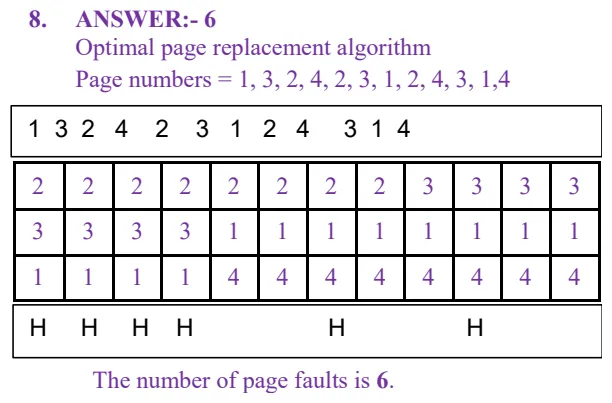 8. ANSWER:- 6
Optimal page replacement algorithm
Page numbers = 1, 3, 2, 4, 2, 3, 1, 2, 4, 3, 1,4
1 3 2 4 2 3 1 2 4 3 1 4
2 2 2 2 2 2 2 2 3 3 3 3
3 3 3 3 1 1 1 1 1 1 1 1
1 1 1 1 4 4 4 4 4 4 4 4
H H H H H H
The number of page faults is 6.